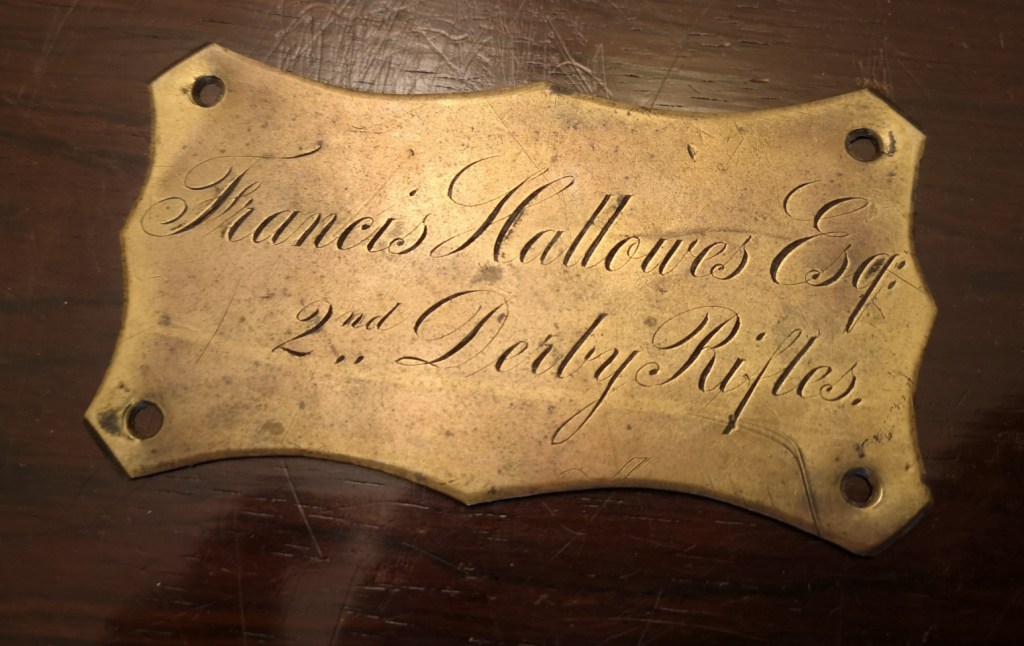 Francis Hallowes Esq:
2nd Derby Rifles.